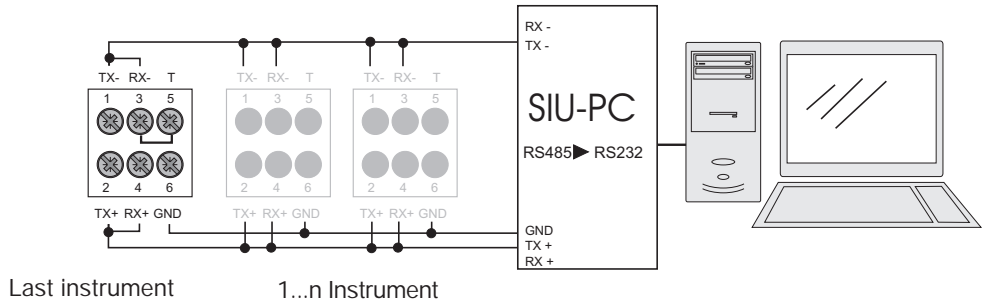 RX -
TX -
TX- RX- T
1 3 5
2 4 6
TX+ RX+ GND
TX- RX- T
1 3 5
2 4 6
TX+ RX+ GND
TX- RX- T
1 3 5
2 4 6
TX+ RX+ GND
SIU-PC
RS485 ▶ RS232
GND
TX +
RX +
Last instrument
1...n Instrument